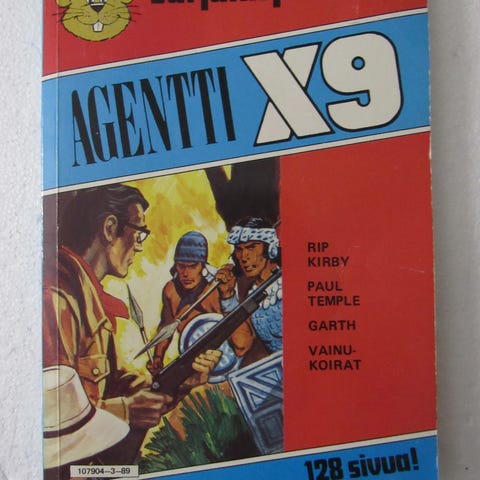 AGENTTI X9
RIP
KIRBY
PAUL
TEMPLE
GARTH
VAINU-
KOIRAT
128 sivua!
107904-3-89